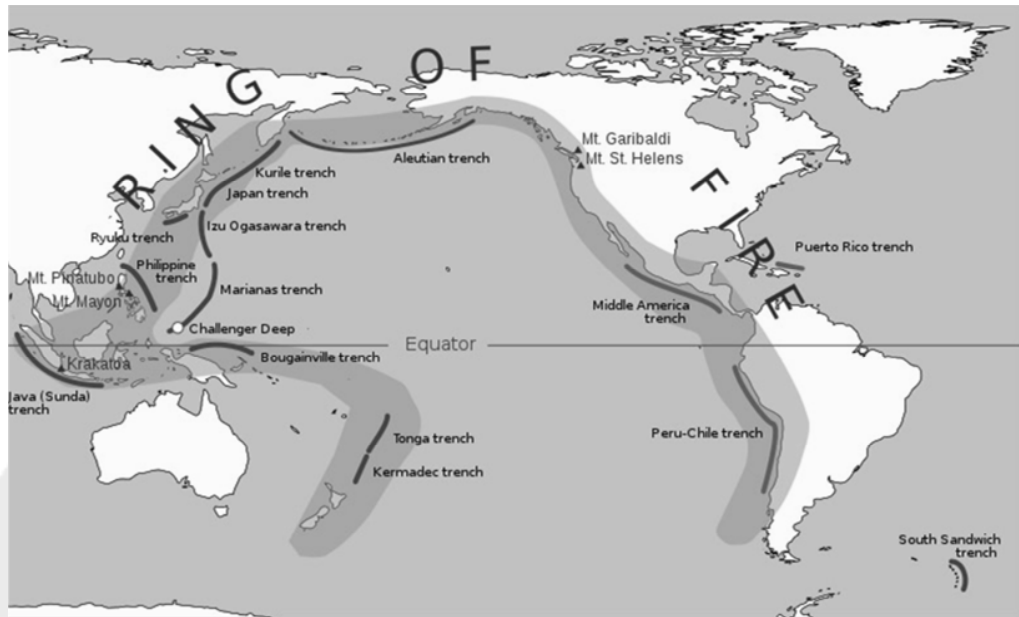 RING OF FIRE
Mt. Garibaldi
Mt. St. Helens
Aleutian trench
Kurile trench
Japan trench
Izu Ogasawara trench
Ryuku trench
Puerto Rico trench
Philippine
trench
Mt. Pinatubo
Marianas trench
Mt. Mayon
Middle America
trench
Challenger Deep
Equator
Bougainville trench
Krakatoa
Java (Sunda)
trench
Peru-Chile trench
Tonga trench
Kermadec trench
South Sandwich
trench